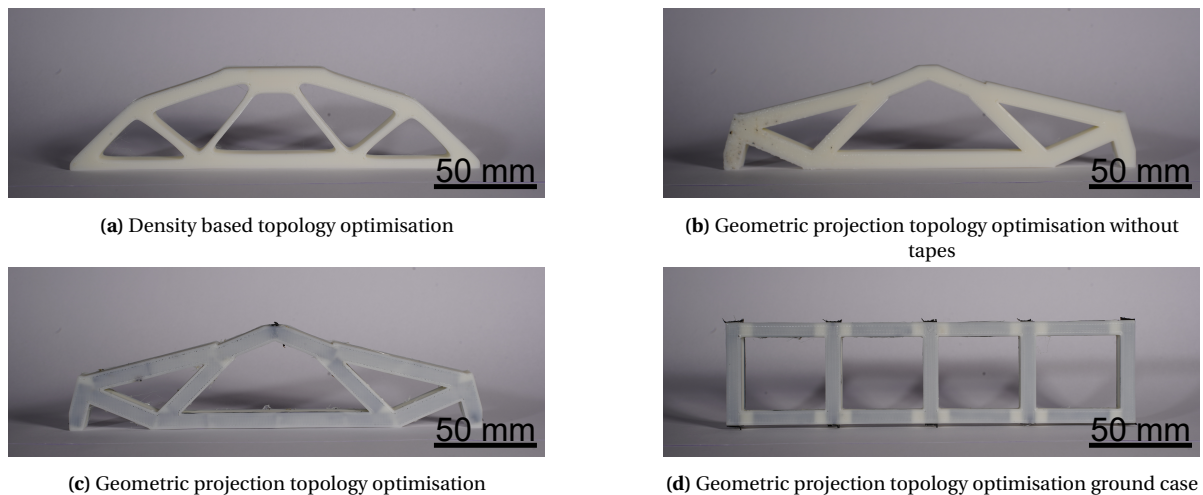 50 mm
50 mm
(a) Density based topology optimisation
(b) Geometric projection topology optimisation without
tapes
50 mm
50 mm
(c) Geometric projection topology optimisation
(d) Geometric projection topology optimisation ground case